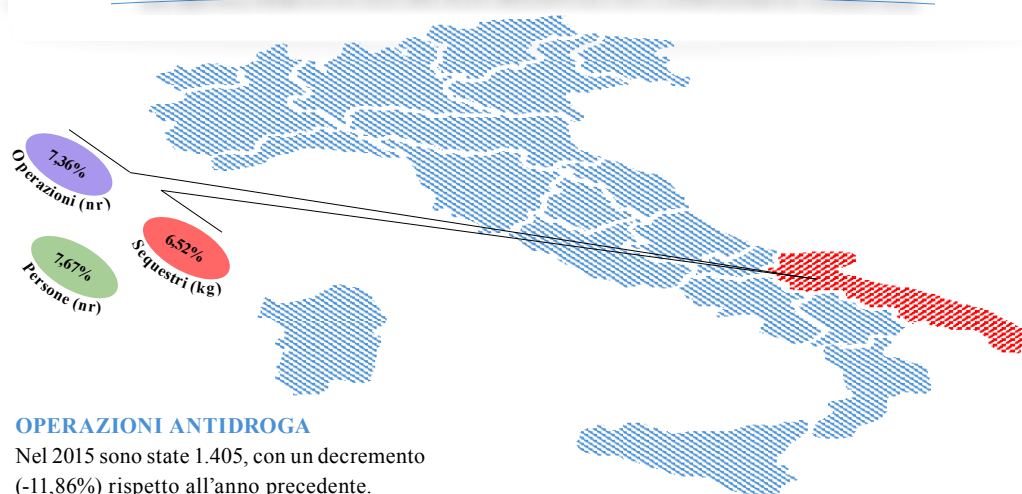 7,36%
Operazioni (nr)
6,52%
Sequestri (kg)
7,67%
Persone (nr)
OPERAZIONI ANTIDROGA
Nel 2015 sono state 1.405, con un decremento
(-11,86%) rispetto all'anno precedente.